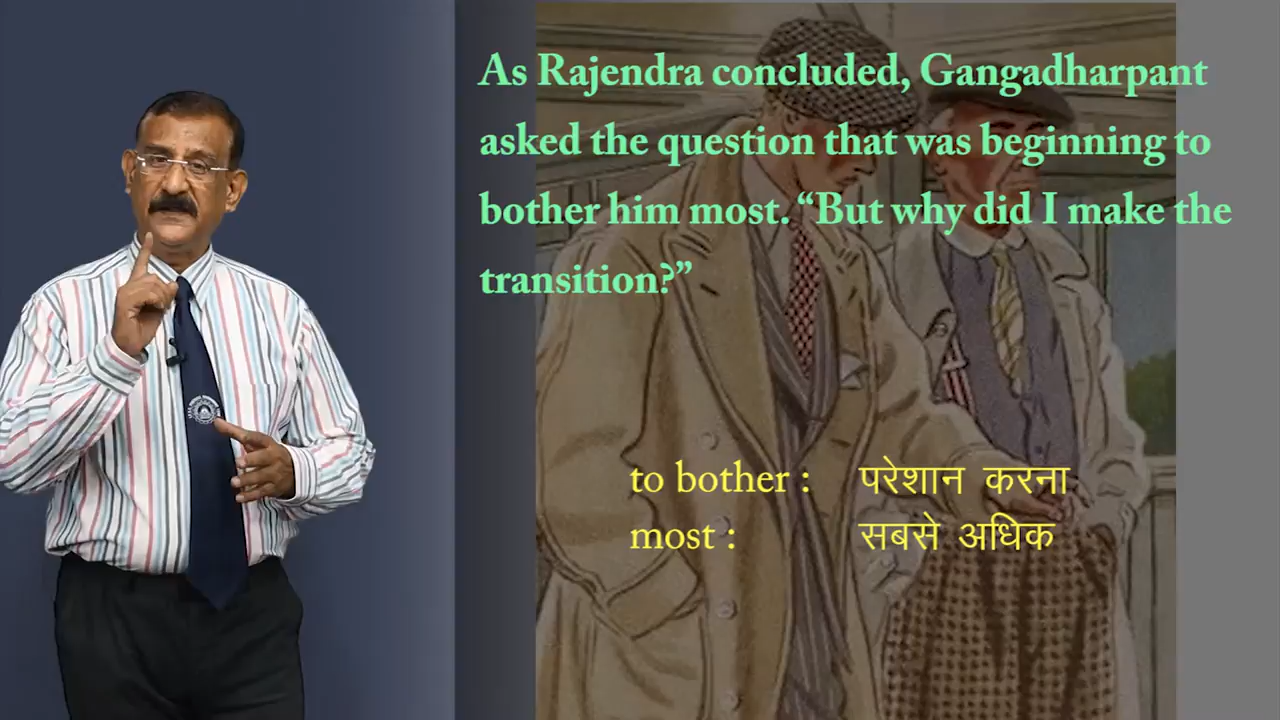 As Rajendra concluded, Gangadharpant
asked the question that was beginning to
bother him most. “But why did I make the
transition?”
to bother : परेशान करना
most : सबसे अधिक